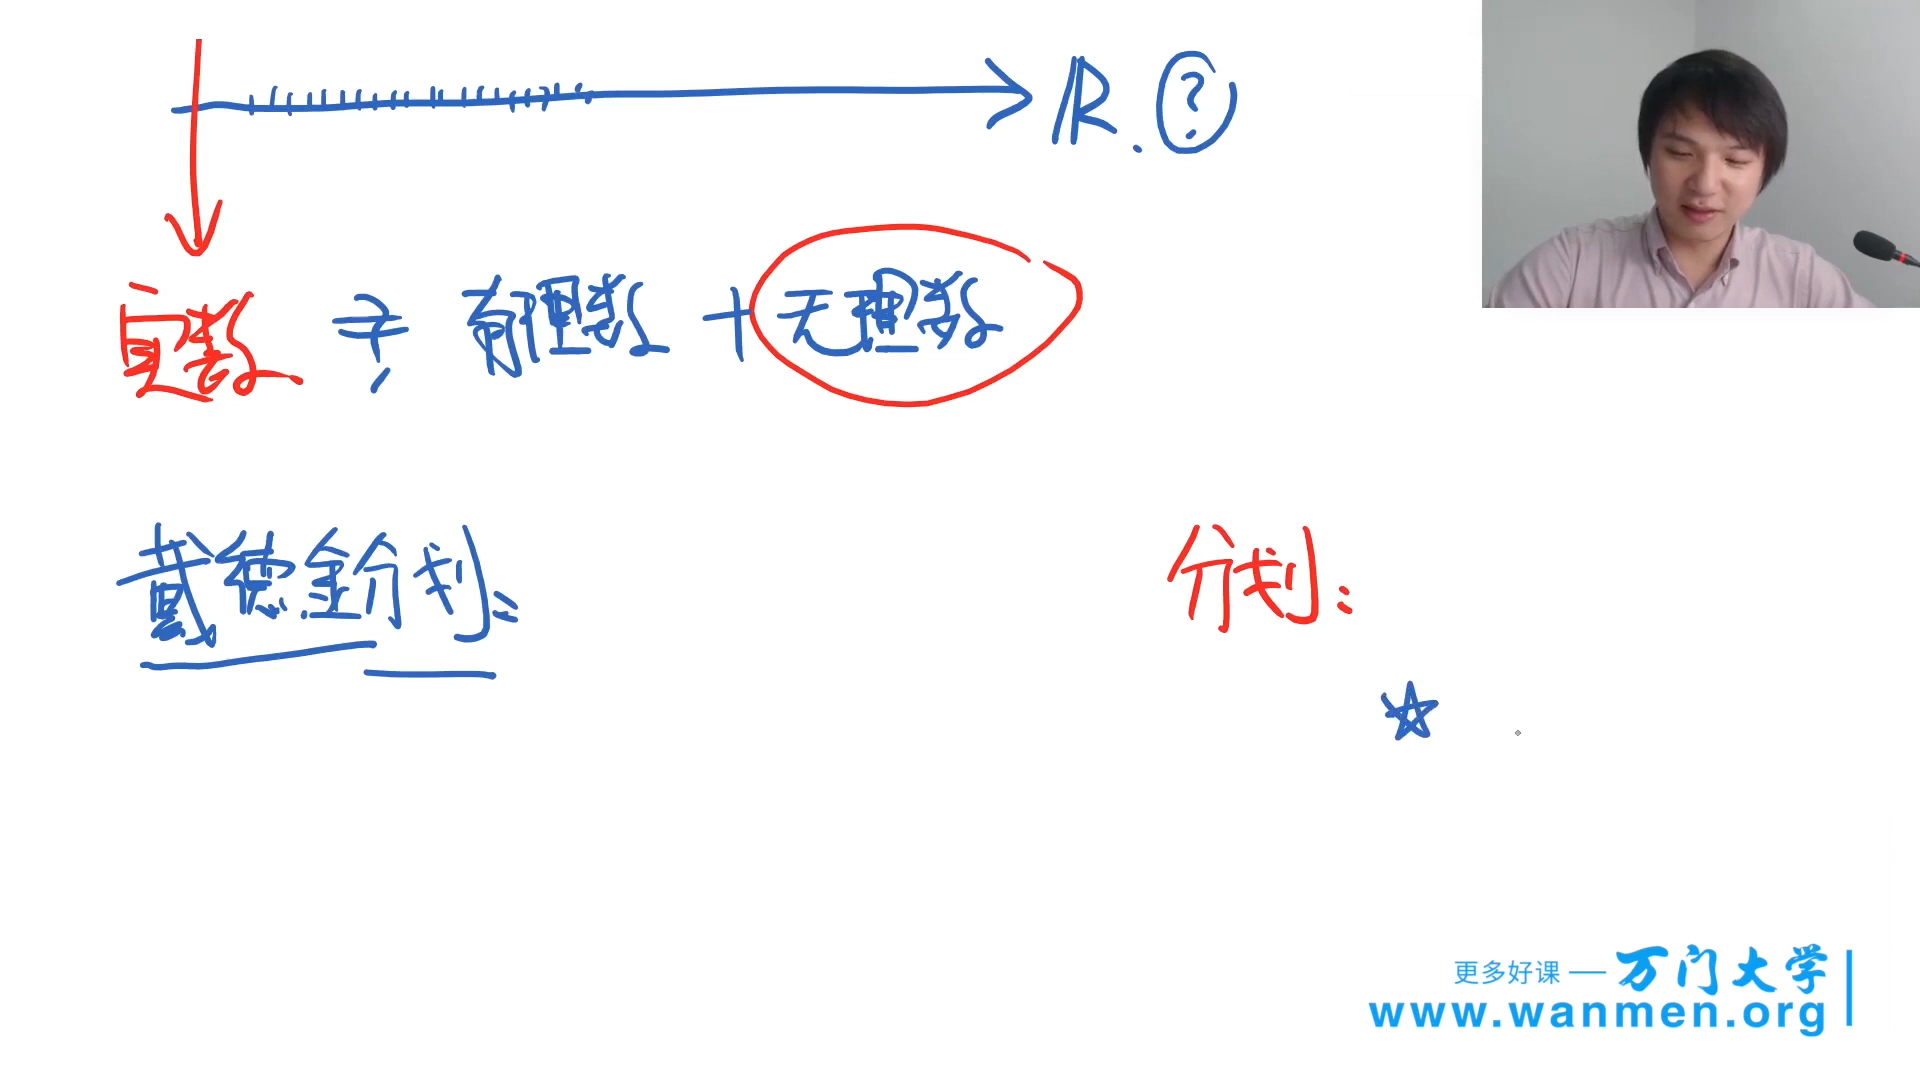 R.?
实数 = 有理数 + 无理数
戴德金分划:
分划:
更多好课 — 万门大学
www.wanmen.org